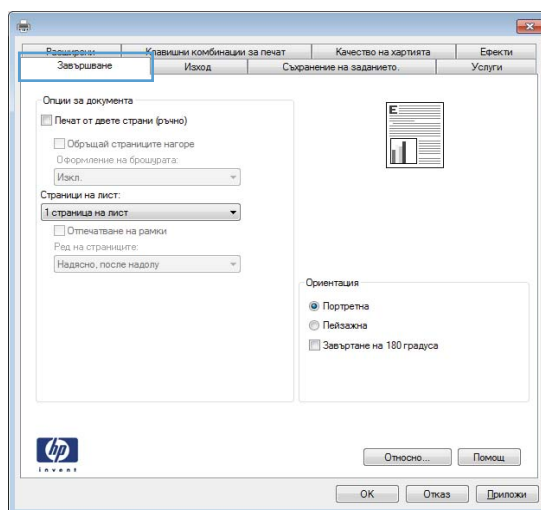 Разширени Клавишни комбинации за печат Качество на хартията Ефекти
Завършване Изход Съхранение на заданието. Услуги
Опции за документа
Печат от двете страни (ръчно)
Обръщай страниците нагоре
Оформление на брошурата:
Изкл.
Страници на лист:
1 страница на лист
Отпечатване на рамки
Ред на страниците:
Надясно, после надолу
E
Ориентация
Портретна
Пейзажна
Завъртане на 180 градуса
hp
invent
Относно... Помощ
OK Отказ Приложи